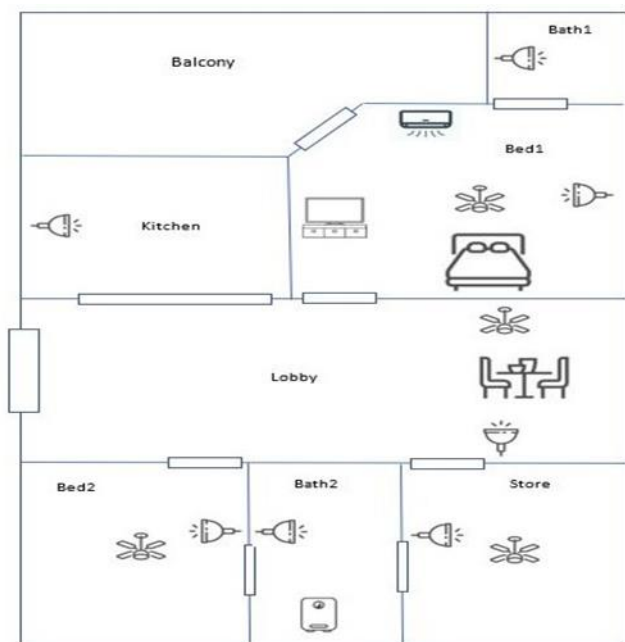 Bath1
Balcony
Bed1
Kitchen
Lobby
Bed2
Bath2
Store